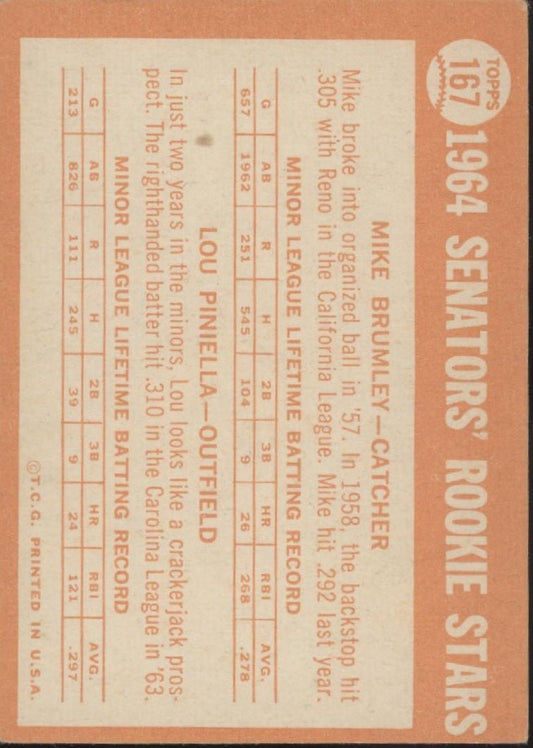 TOPPS
167
1964 SENATORS' ROOKIE STARS
MIKE BRUMLEY—CATCHER
Mike broke into organized ball in '57. In 1958, the backstop hit
.305 with Reno in the California League. Mike hit .292 last year.
MINOR LEAGUE LIFETIME BATTING RECORD
G AB R H 2B 3B HR RBI AVG.
657 1962 251 545 104 9 26 268 .278
LOU PINIELLA—OUTFIELD
In just two years in the minors, Lou looks like a crackerjack pros-
pect. The righthanded batter hit .310 in the Carolina League in '63.
MINOR LEAGUE LIFETIME BATTING RECORD
G AB R H 2B 3B HR RBI AVG.
213 826 111 245 39 9 24 121 .297
©T.C.G. PRINTED IN U.S.A.